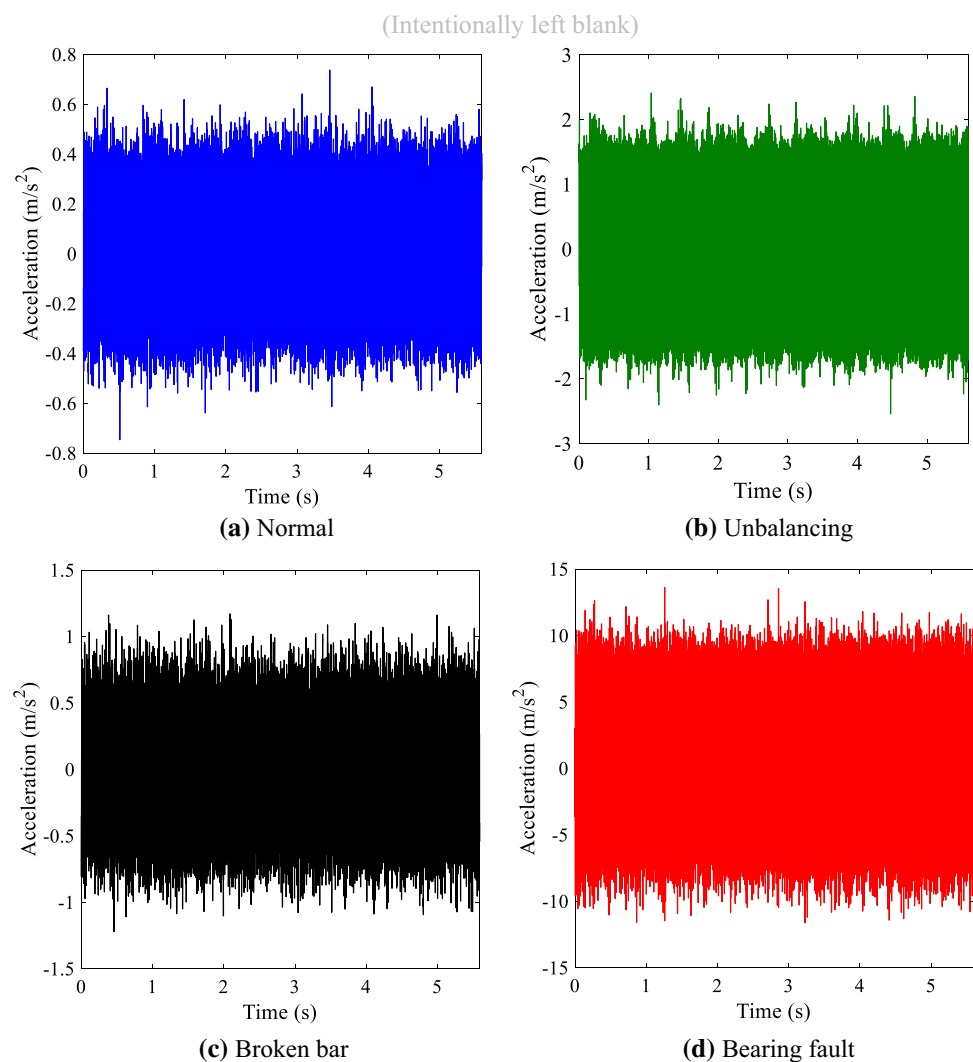 (Intentionally left blank)
0.8
0.6
0.4
0.2
0
-0.2
-0.4
-0.6
-0.8
Acceleration (m/s²)
0 1 2 3 4 5
Time (s)
(a) Normal
3
2
1
0
-1
-2
-3
Acceleration (m/s²)
0 1 2 3 4 5
Time (s)
(b) Unbalancing
1.5
1
0.5
0
-0.5
-1
-1.5
Acceleration (m/s²)
0 1 2 3 4 5
Time (s)
(c) Broken bar
15
10
5
0
-5
-10
-15
Acceleration (m/s²)
0 1 2 3 4 5
Time (s)
(d) Bearing fault